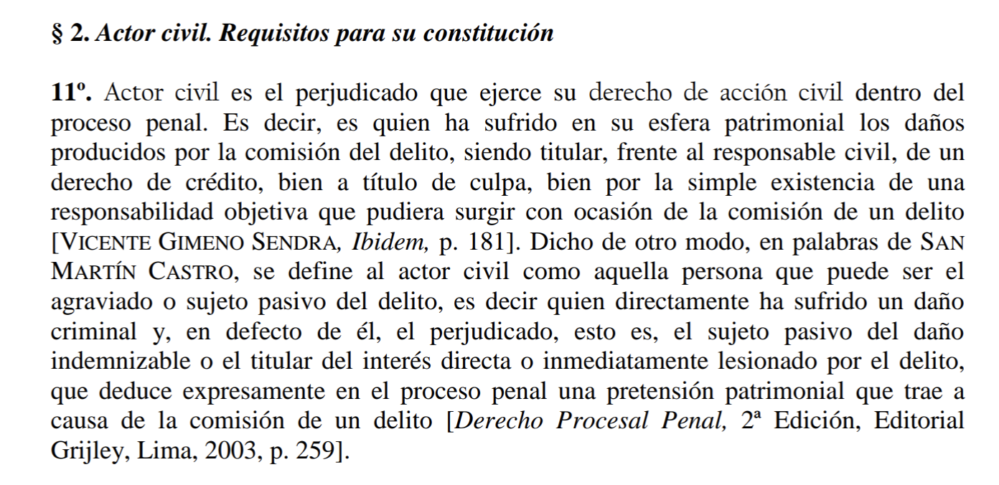 § 2. Actor civil. Requisitos para su constitución
11º. Actor civil es el perjudicado que ejerce su derecho de acción civil dentro del
proceso penal. Es decir, es quien ha sufrido en su esfera patrimonial los daños
producidos por la comisión del delito, siendo titular, frente al responsable civil, de un
derecho de crédito, bien a título de culpa, bien por la simple existencia de una
responsabilidad objetiva que pudiera surgir con ocasión de la comisión de un delito
[VICENTE GIMENO SENDRA, Ibidem, p. 181]. Dicho de otro modo, en palabras de SAN
MARTÍN CASTRO, se define al actor civil como aquella persona que puede ser el
agraviado o sujeto pasivo del delito, es decir quien directamente ha sufrido un daño
criminal y, en defecto de él, el perjudicado, esto es, el sujeto pasivo del daño
indemnizable o el titular del interés directa o inmediatamente lesionado por el delito,
que deduce expresamente en el proceso penal una pretensión patrimonial que trae a
causa de la comisión de un delito [Derecho Procesal Penal, 2ª Edición, Editorial
Grijley, Lima, 2003, p. 259].